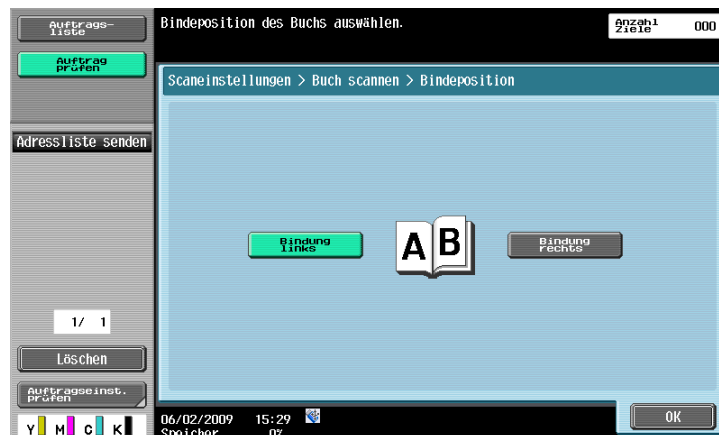 Auftrags-
liste
Bindeposition des Buchs auswählen.
Anzahl
Ziele
000
Auftrag
prüfen
Scaneinstellungen > Buch scannen > Bindeposition
Adressliste senden
Bindung
links
A B
Bindung
rechts
1/ 1
Löschen
Auftragseinst.
prüfen
Y M C K
06/02/2009 15:29
Speicher 0%
OK